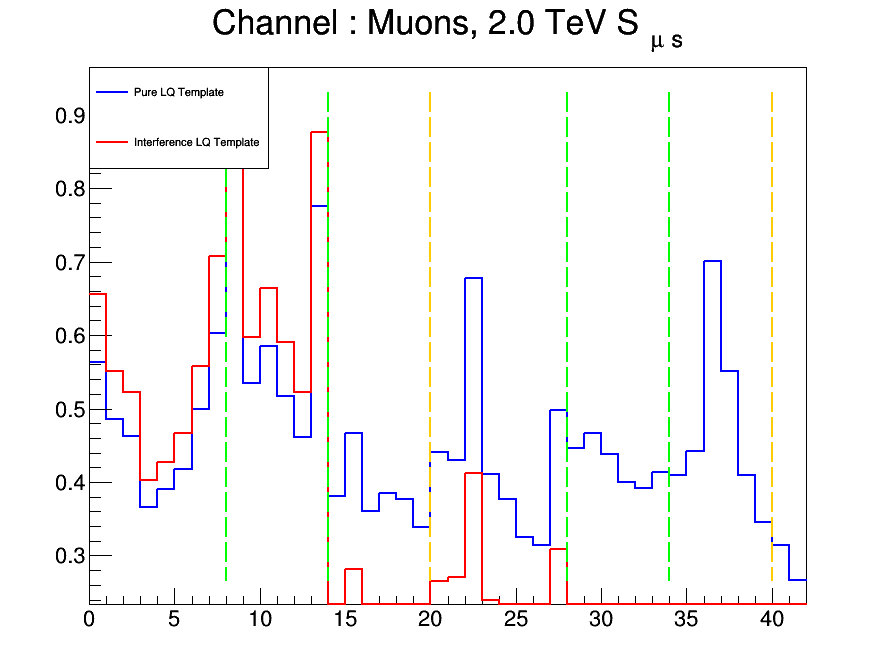 Channel : Muons, 2.0 TeV S μ s
Pure LQ Template
Interference LQ Template
0.9
0.8
0.7
0.6
0.5
0.4
0.3
0 5 10 15 20 25 30 35 40